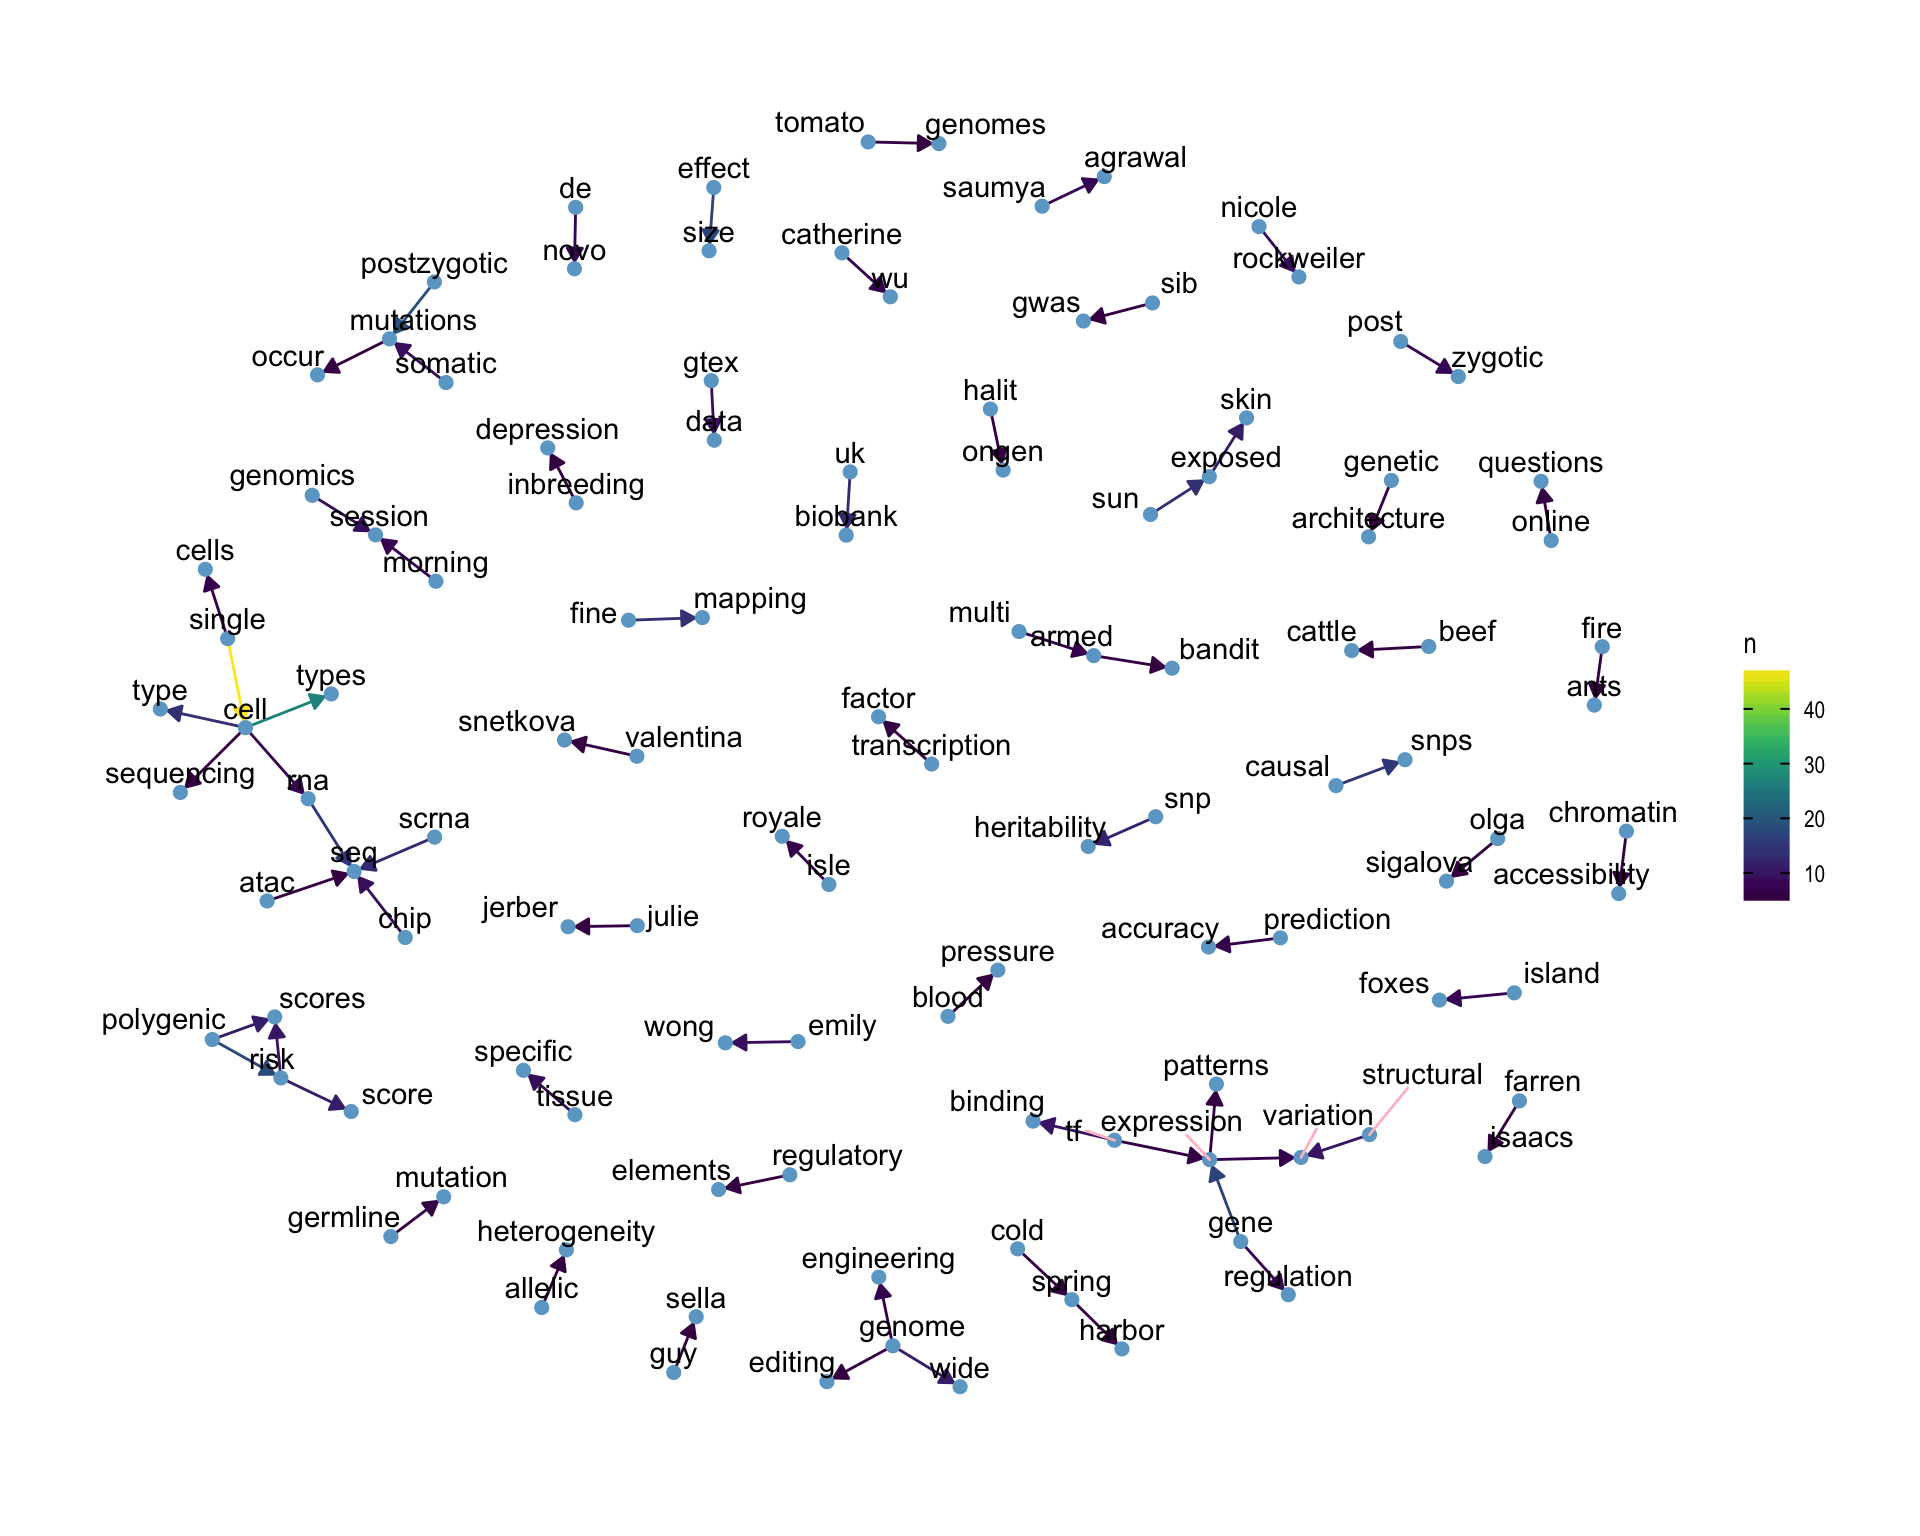 tomato
genomes
agrawal
effect
saumya
de
nicole
size
catherine
novo
rockweiler
postzygotic
wu
sib
gwas
mutations
post
occur
somatic
zygotic
gtex
halit
skin
data
depression
uk
ongen
exposed
genetic
questions
genomics
inbreeding
sun
session
biobank
architecture
online
cells
morning
fine
mapping
multi
armed
bandit
cattle
beef
fire
single
n
types
type
cell
factor
ants
snetkova
valentina
transcription
snps
40
causal
30
sequencing
rna
snp
scrna
royale
heritability
olga
chromatin
20
seq
isle
sigalova
accessibility
10
atac
chip
jerber
julie
accuracy
prediction
pressure
blood
foxes
island
scores
polygenic
wong
emily
risk
specific
patterns
structural
farren
score
tissue
binding
tf
expression
variation
isaacs
mutation
elements
regulatory
germline
heterogeneity
cold
gene
engineering
allelic
spring
regulation
sella
genome
harbor
guy
editing
wide